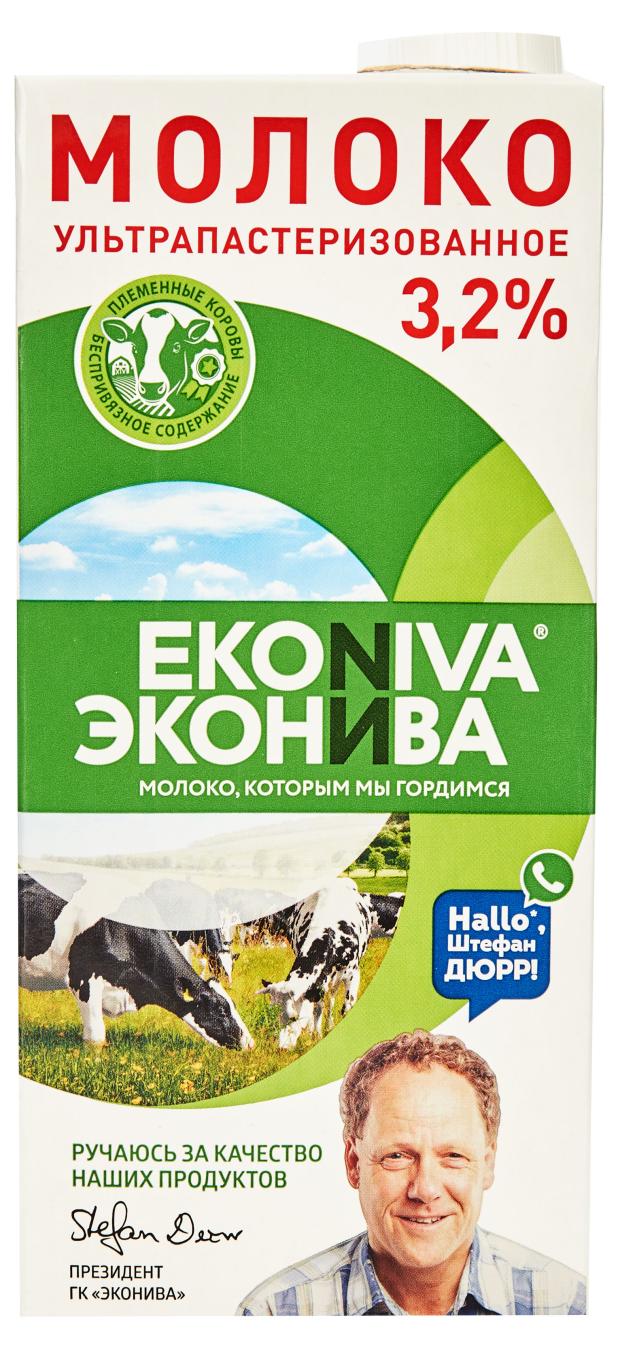 МОЛОКО
УЛЬТРАПАСТЕРИЗОВАННОЕ
3,2%
ПЛЕМЕННЫЕ КОРОВЫ
БЕСПРИВЯЗНОЕ СОДЕРЖАНИЕ
EKONIVA®
ЭКОНИВА
МОЛОКО, КОТОРЫМ МЫ ГОРДИМСЯ
Hallo*,
Штефан
ДЮРР!
РУЧАЮСЬ ЗА КАЧЕСТВО
НАШИХ ПРОДУКТОВ
Stefan Dürr
ПРЕЗИДЕНТ
ГК «ЭКОНИВА»